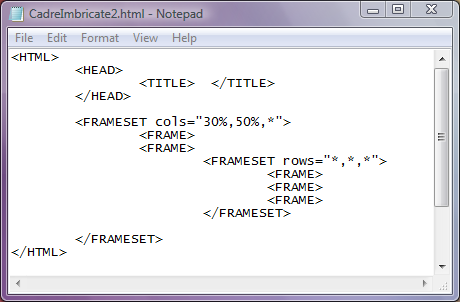 CadreImbricate2.html - Notepad
File Edit Format View Help
<HTML>
<HEAD>
<TITLE> </TITLE>
</HEAD>
<FRAMESET cols="30%,50%,*">
<FRAME>
<FRAME>
<FRAMESET rows="*,*,*">
<FRAME>
<FRAME>
<FRAME>
</FRAMESET>
</FRAMESET>
</HTML>